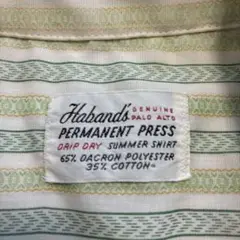 Haband's GENUINE
PALO ALTO
PERMANENT PRESS
DRIP DRY SUMMER SHIRT
65% DACRON POLYESTER
35% COTTON